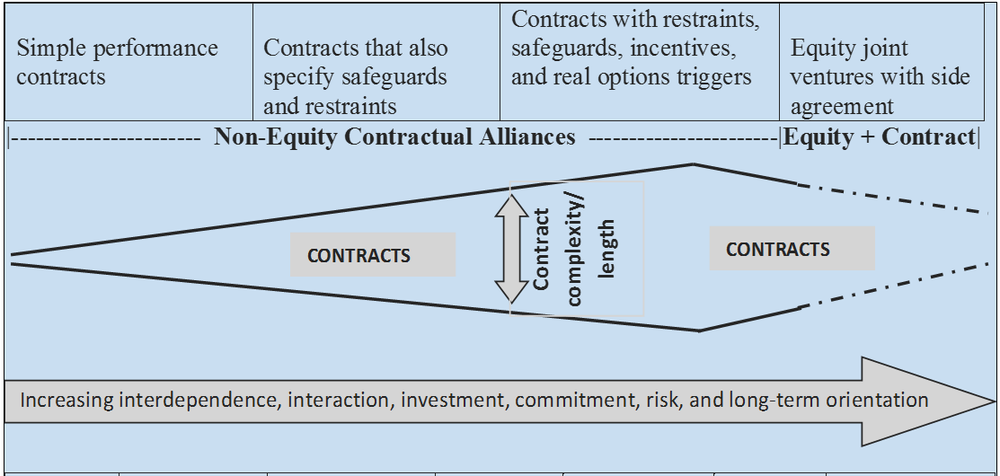 Simple performance
contracts
Contracts that also
specify safeguards
and restraints
Contracts with restraints,
safeguards, incentives,
and real options triggers
Equity joint
ventures with side
agreement
|----------------------- Non-Equity Contractual Alliances -----------------------|Equity + Contract|
CONTRACTS
Contract
complexity/
length
CONTRACTS
Increasing interdependence, interaction, investment, commitment, risk, and long-term orientation